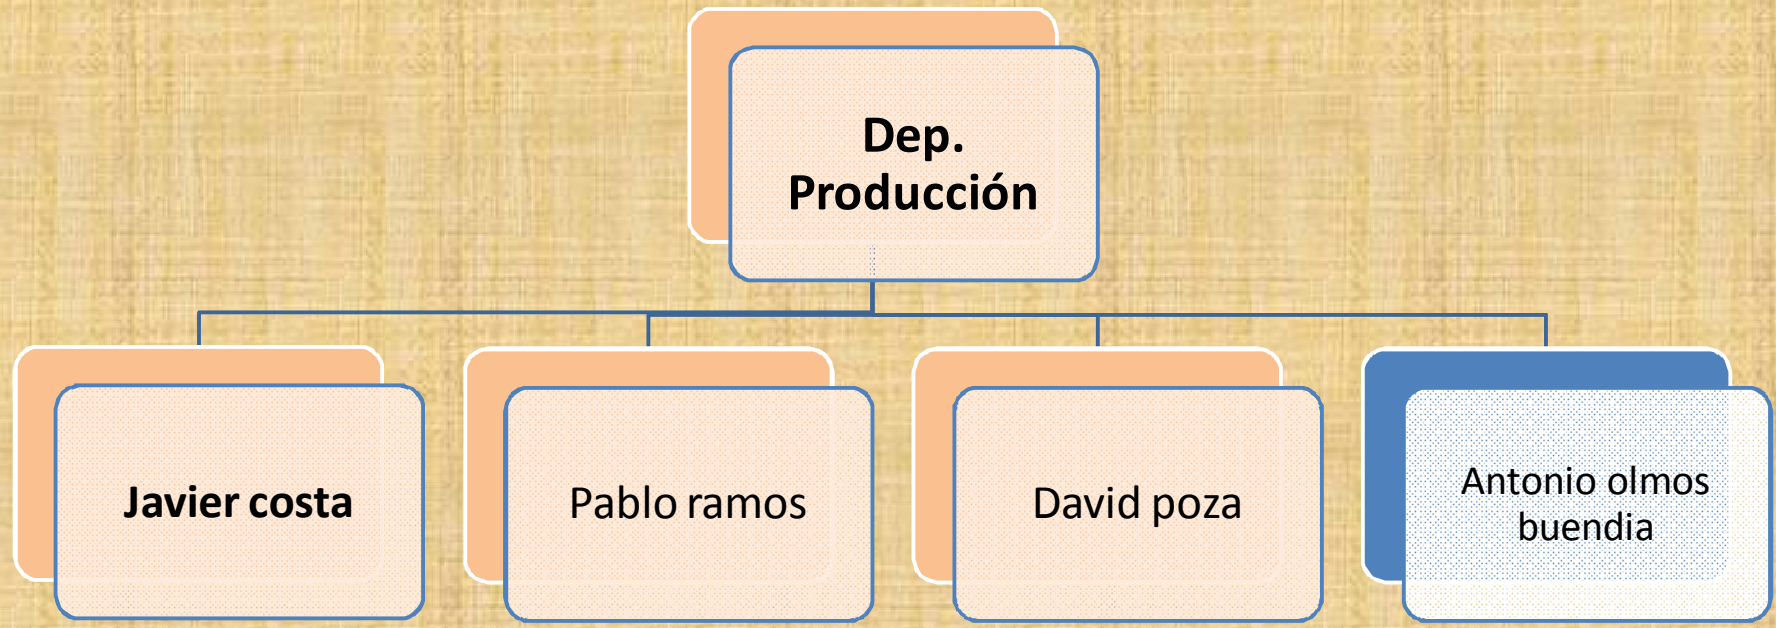 Dep.
Producción
Javier costa
Pablo ramos
David poza
Antonio olmos
buendia